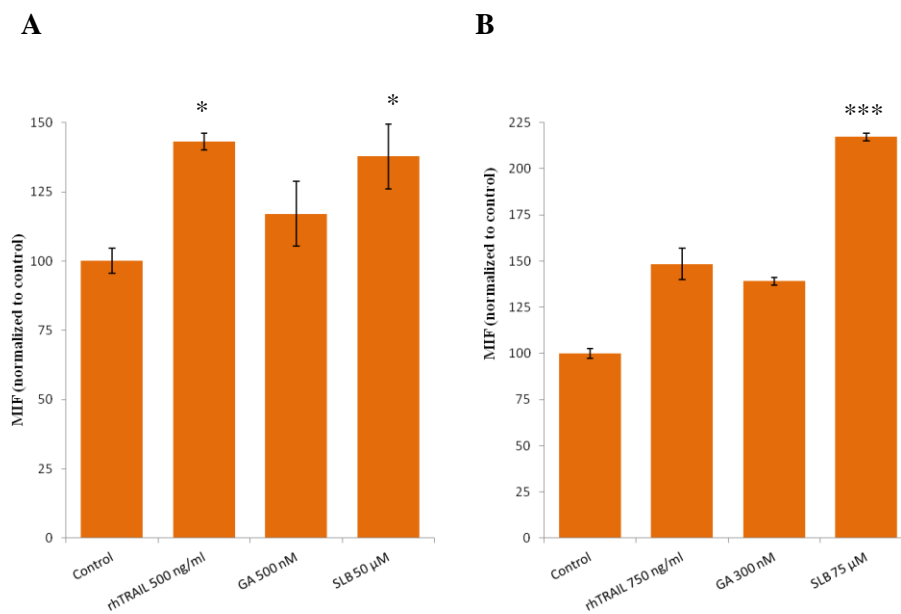 A
B
*
*
***
MIF (normalized to control)
150
125
100
75
50
25
0
Control
rhTRAIL 500 ng/ml
GA 500 nM
SLB 50 µM
MIF (normalized to control)
225
200
175
150
125
100
75
50
25
0
Control
rhTRAIL 750 ng/ml
GA 300 nM
SLB 75 µM